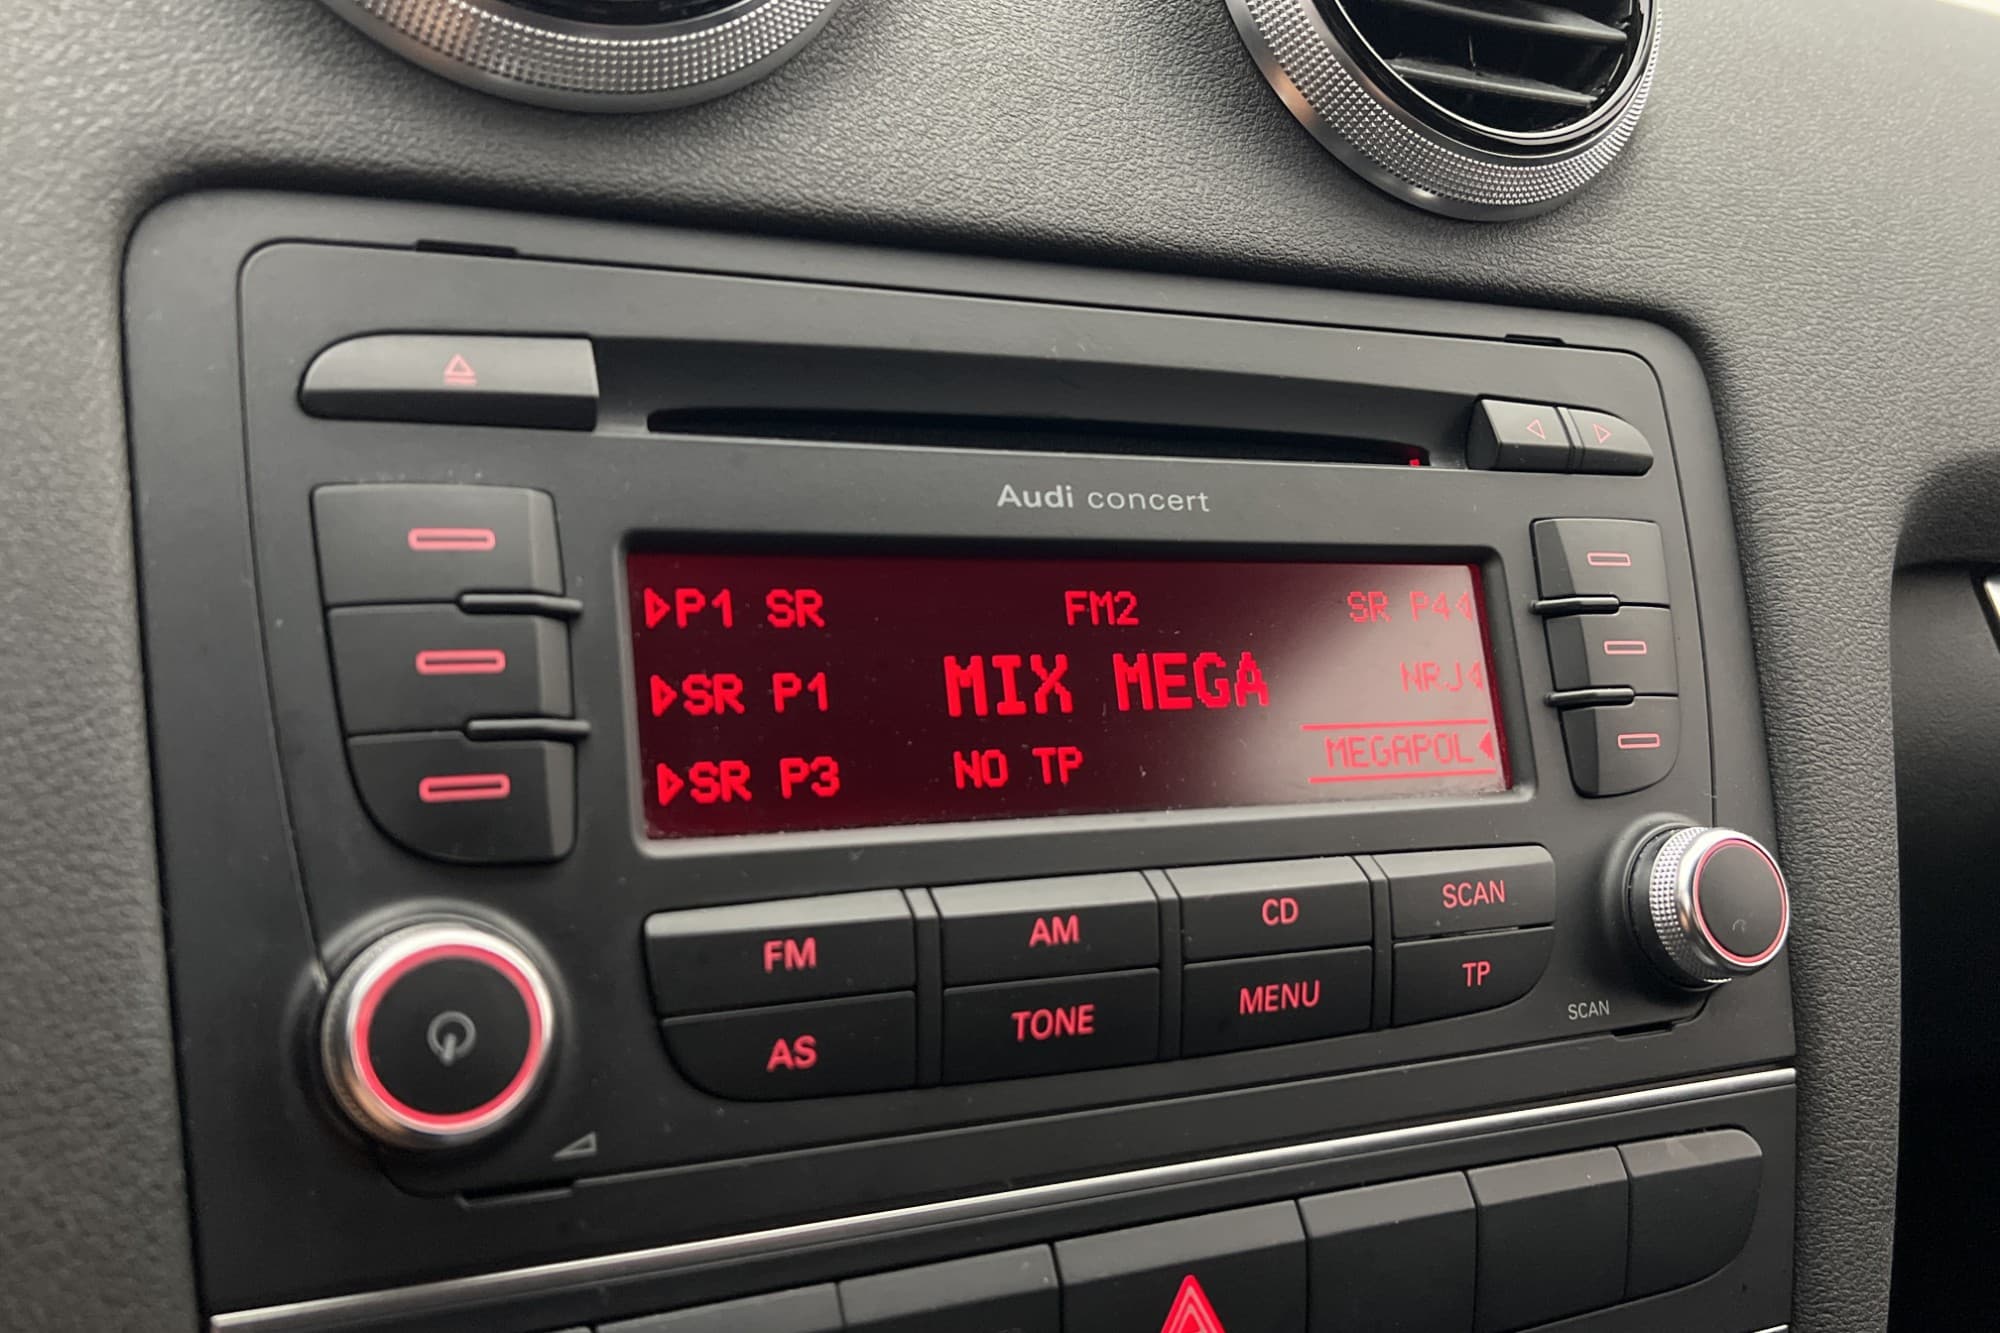 Audi concert
P1 SR FM2 SR P4
SR P1 MIX MEGA NRJ
SR P3 NO TP MEGAPOL
FM AM CD SCAN
AS TONE MENU TP
SCAN